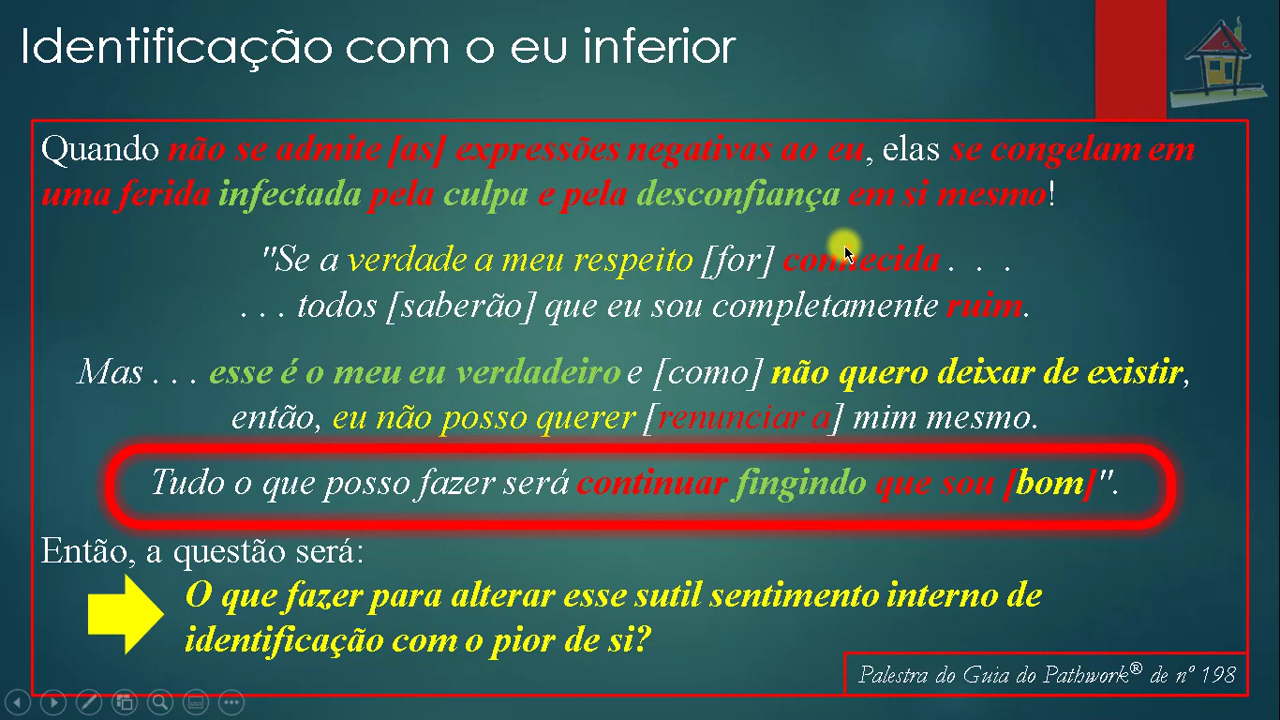 Identificação com o eu inferior
Quando não se admite [as] expressões negativas ao eu, elas se congelam em
uma ferida infectada pela culpa e pela desconfiança em si mesmo!
"Se a verdade a meu respeito [for] conhecida . . .
. . . todos [saberão] que eu sou completamente ruim.
Mas . . . esse é o meu eu verdadeiro e [como] não quero deixar de existir,
então, eu não posso querer [renunciar a] mim mesmo.
Tudo o que posso fazer será continuar fingindo que sou [bom]".
Então, a questão será:
O que fazer para alterar esse sutil sentimento interno de
identificação com o pior de si?
Palestra do Guia do Pathwork® de nº 198